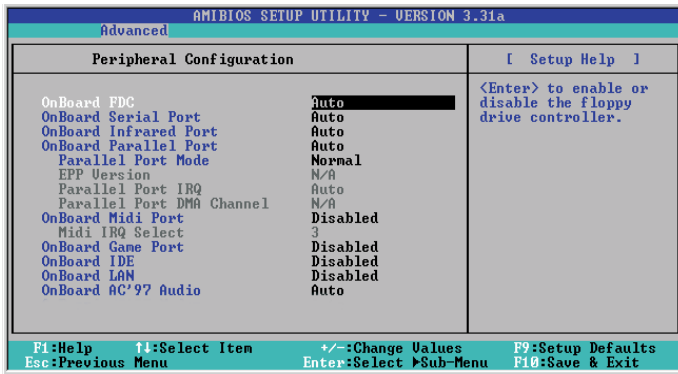 AMIBIOS SETUP UTILITY - VERSION 3.31a
Advanced
Peripheral Configuration
[ Setup Help ]
OnBoard FDC Auto
OnBoard Serial Port Auto
OnBoard Infrared Port Auto
OnBoard Parallel Port Auto
Parallel Port Mode Normal
EPP Version N/A
Parallel Port IRQ Auto
Parallel Port DMA Channel N/A
OnBoard Midi Port Disabled
Midi IRQ Select 3
OnBoard Game Port Disabled
OnBoard IDE Disabled
OnBoard LAN Disabled
OnBoard AC'97 Audio Auto
<Enter> to enable or
disable the floppy
drive controller.
F1:Help ↑↓:Select Item +/-:Change Values F9:Setup Defaults
Esc:Previous Menu Enter:Select ▶Sub-Menu F10:Save & Exit